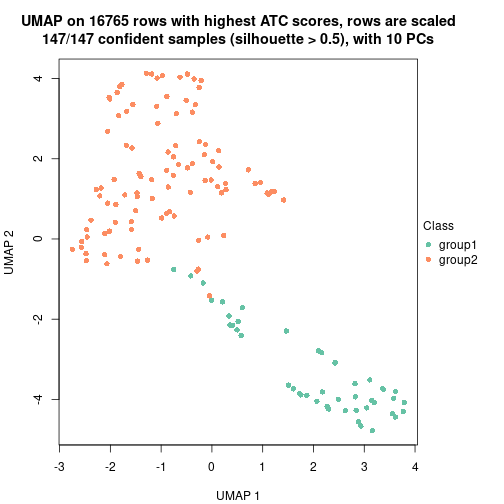 UMAP on 16765 rows with highest ATC scores, rows are scaled
147/147 confident samples (silhouette > 0.5), with 10 PCs
4
2
0
-2
-4
UMAP 2
-3
-2
-1
0
1
2
3
4
UMAP 1
Class
group1
group2